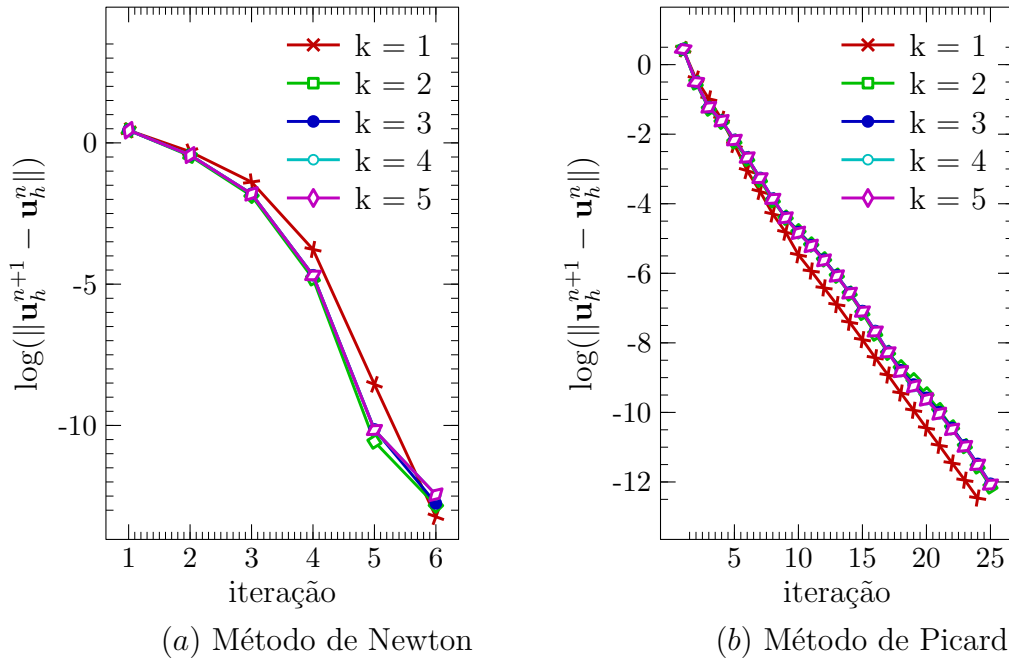 k = 1
k = 2
k = 3
k = 4
k = 5
0
-5
-10
log(||u_h^{n+1} − u_h^n||)
1 2 3 4 5 6
iteração
(a) Método de Newton
k = 1
k = 2
k = 3
k = 4
k = 5
0
-2
-4
-6
-8
-10
-12
log(||u_h^{n+1} − u_h^n||)
5 10 15 20 25
iteração
(b) Método de Picard